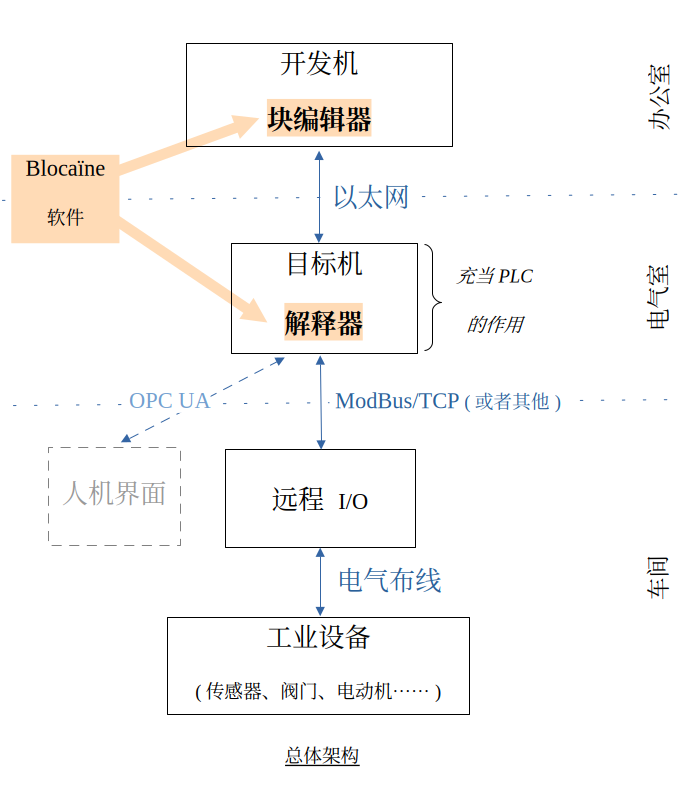 开发机
块编辑器
办公室
Blocaïne
软件
以太网
目标机
解释器
充当 PLC
的作用
电气室
OPC UA
ModBus/TCP ( 或者其他 )
人机界面
远程 I/O
电气布线
车间
工业设备
( 传感器、阀门、电动机…… )
总体架构